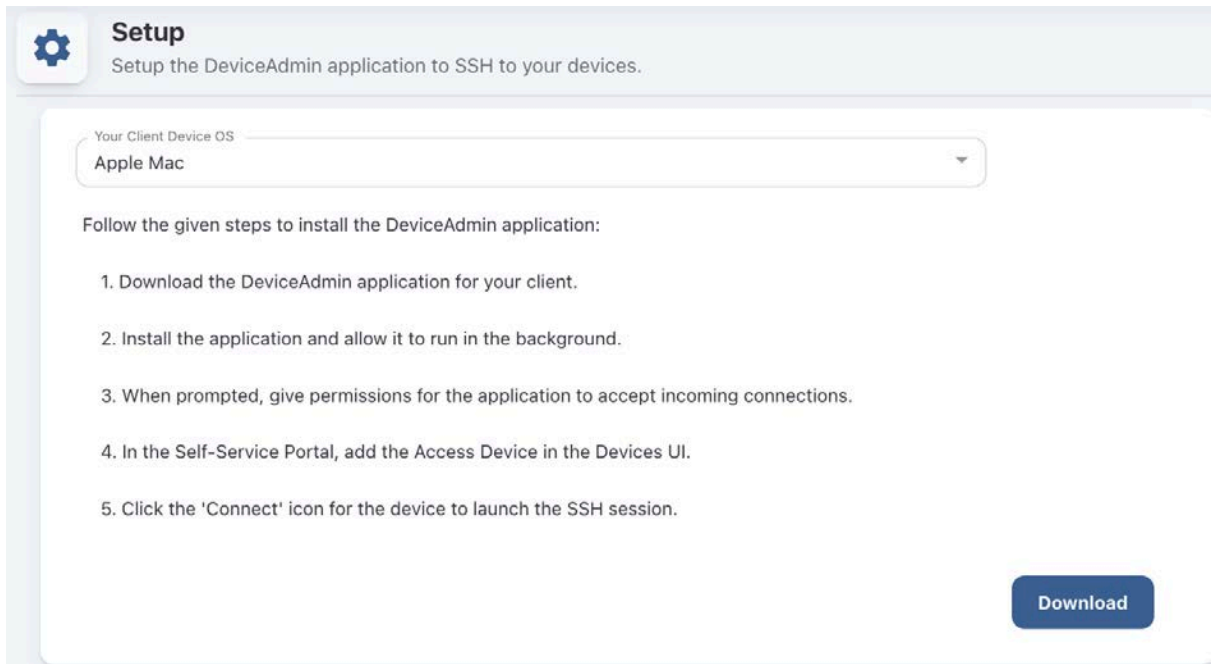 Setup
Setup the DeviceAdmin application to SSH to your devices.
Your Client Device OS
Apple Mac
Follow the given steps to install the DeviceAdmin application:
1. Download the DeviceAdmin application for your client.
2. Install the application and allow it to run in the background.
3. When prompted, give permissions for the application to accept incoming connections.
4. In the Self-Service Portal, add the Access Device in the Devices UI.
5. Click the 'Connect' icon for the device to launch the SSH session.
Download